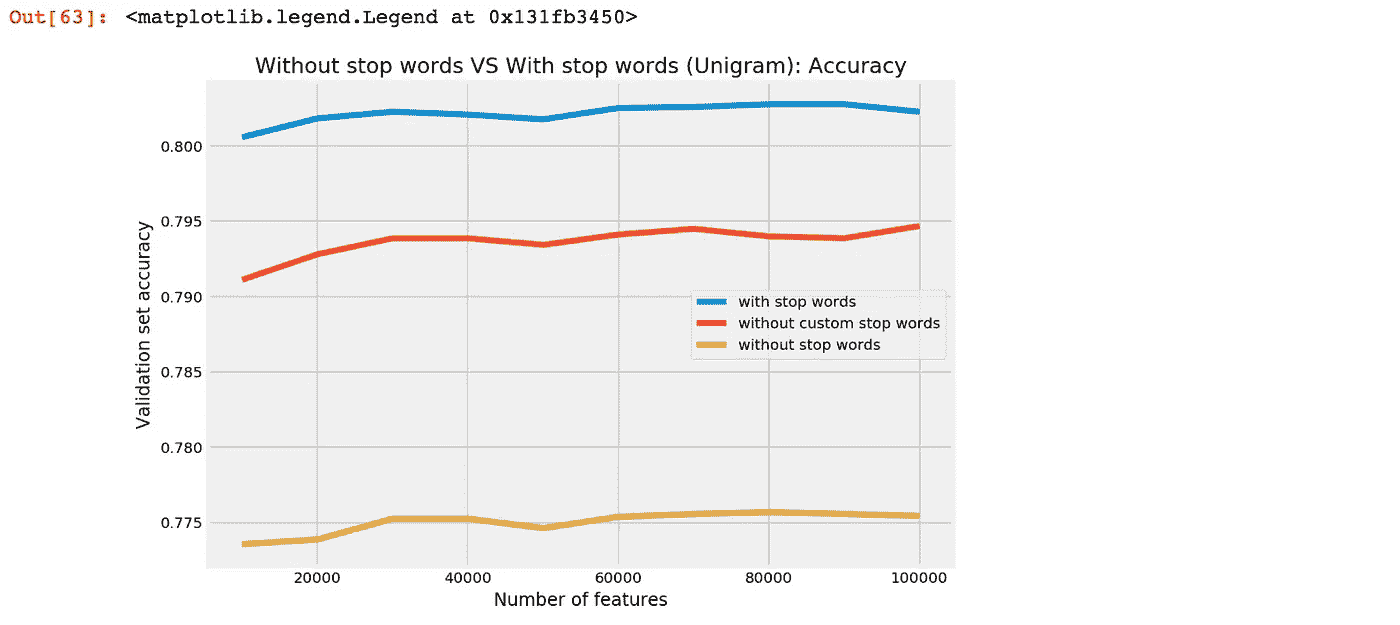 Out[63]: <matplotlib.legend.Legend at 0x131fb3450>
Without stop words VS With stop words (Unigram): Accuracy
0.800
0.795
0.790
0.785
0.780
0.775
Validation set accuracy
with stop words
without custom stop words
without stop words
20000 40000 60000 80000 100000
Number of features